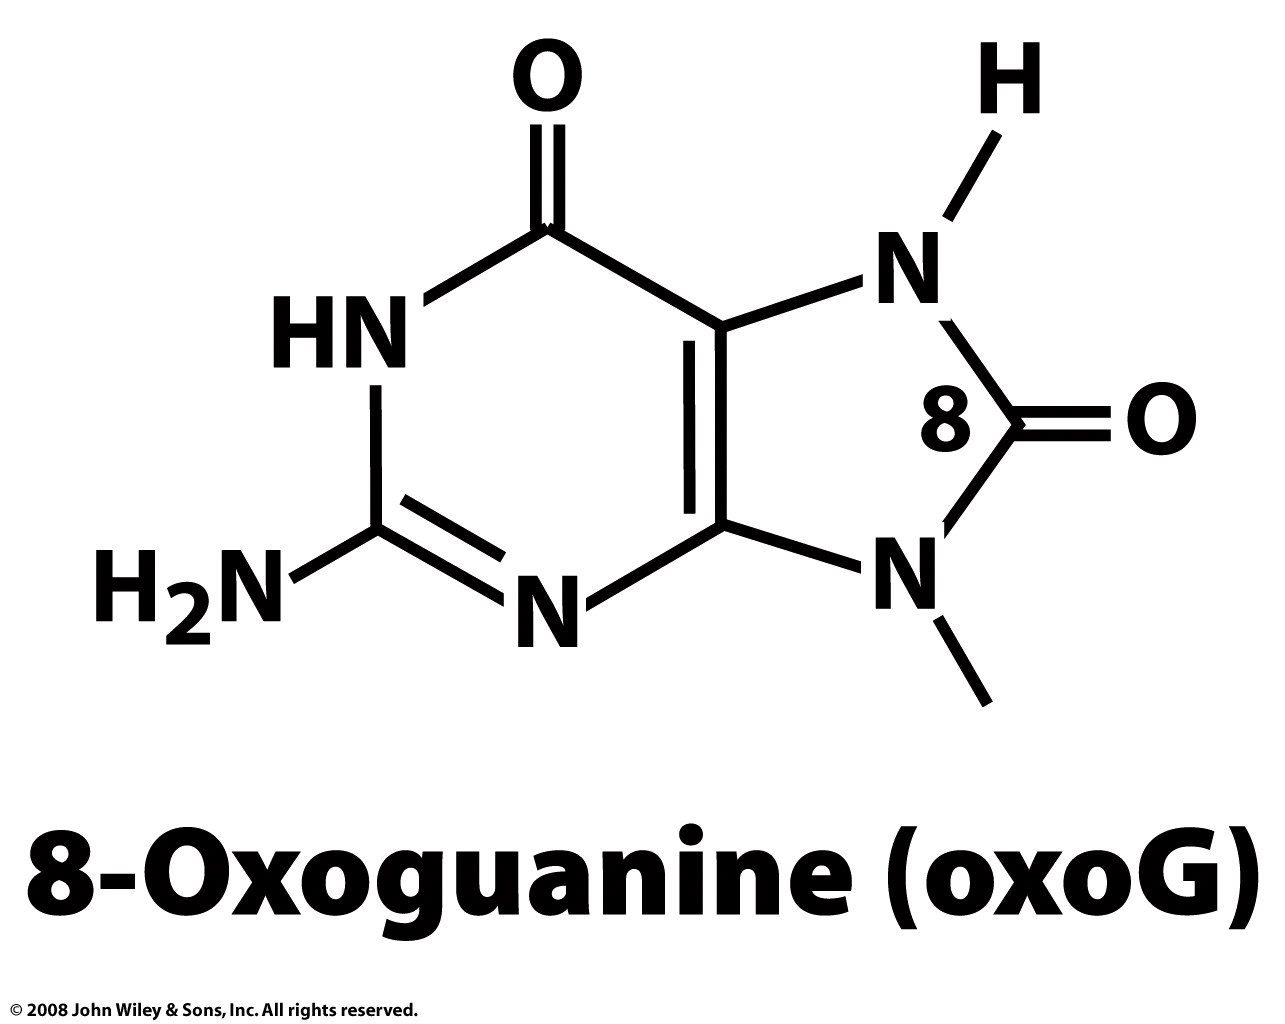 O
H
N
HN
8
O
H2N
N
N
8-Oxoguanine (oxoG)
© 2008 John Wiley & Sons, Inc. All rights reserved.